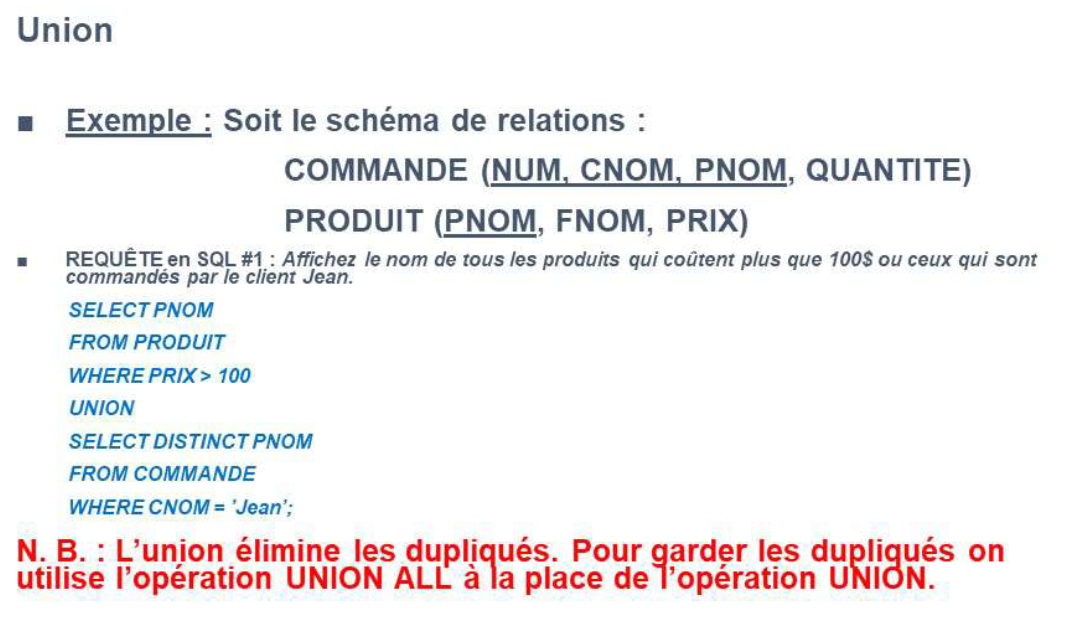 Union
■ Exemple : Soit le schéma de relations :
COMMANDE (NUM, CNOM, PNOM, QUANTITE)
PRODUIT (PNOM, FNOM, PRIX)
■ REQUÊTE en SQL #1 : Affichez le nom de tous les produits qui coûtent plus que 100$ ou ceux qui sont
commandés par le client Jean.
SELECT PNOM
FROM PRODUIT
WHERE PRIX > 100
UNION
SELECT DISTINCT PNOM
FROM COMMANDE
WHERE CNOM = 'Jean';
N. B. : L'union élimine les dupliqués. Pour garder les dupliqués on
utilise l'opération UNION ALL à la place de l'opération UNION.